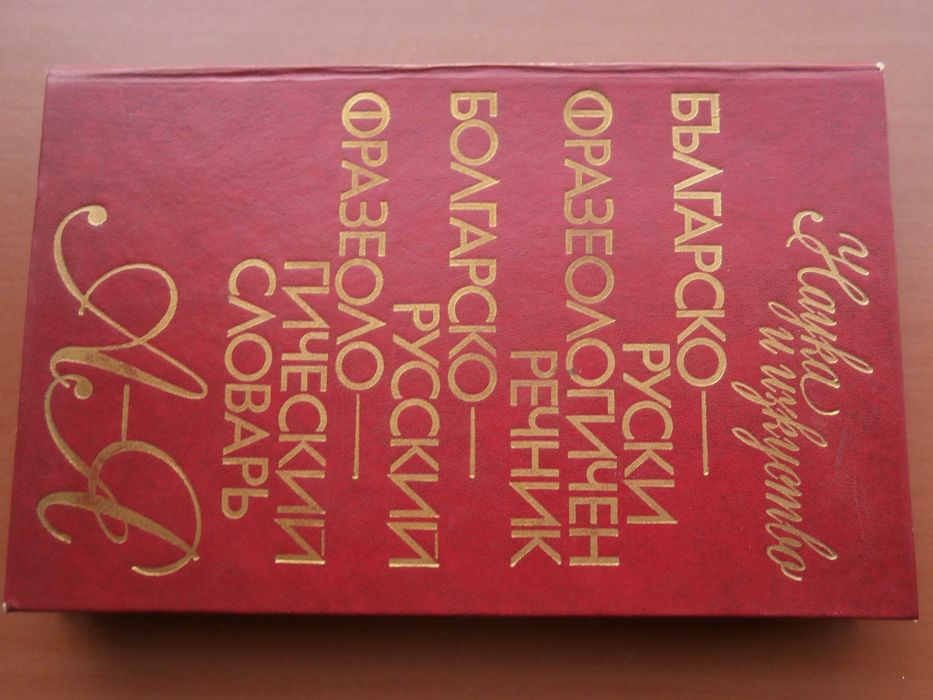 Наука
и изкуство
БЪЛГАРСКО—
РУСКИ
ФРАЗЕОЛОГИЧЕН
РЕЧНИК
БОЛГАРСКО—
РУССКИЙ
ФРАЗЕОЛО—
ГИЧЕСКИЙ
СЛОВАРЬ
А-Я